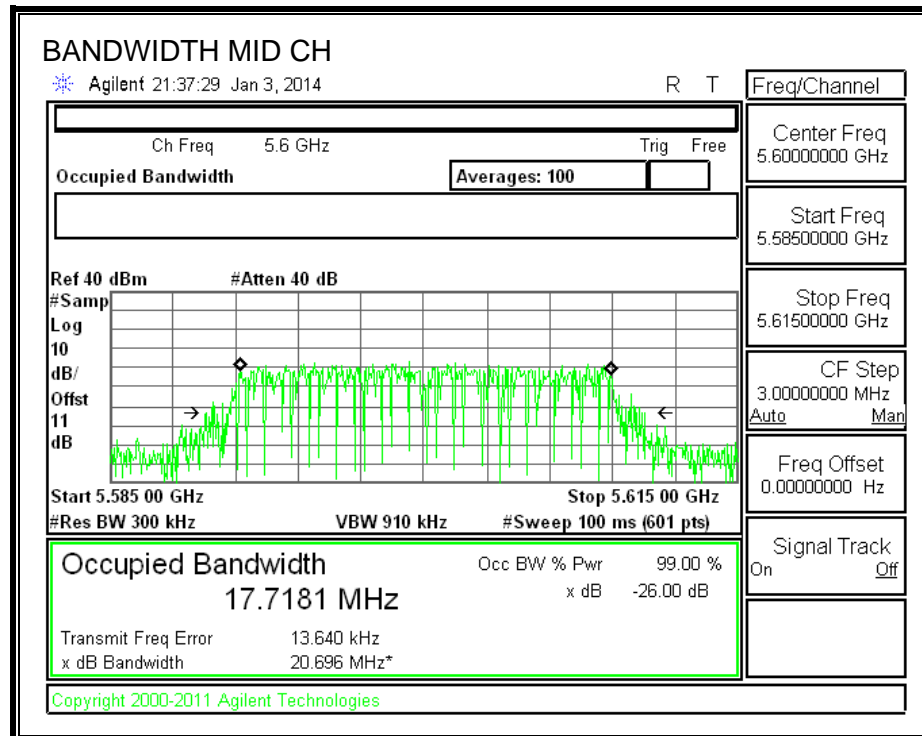 BANDWIDTH MID CH
Agilent 21:37:29 Jan 3, 2014 R T
Freq/Channel
Ch Freq 5.6 GHz Trig Free
Occupied Bandwidth Averages: 100
Center Freq
5.60000000 GHz
Start Freq
5.58500000 GHz
Stop Freq
5.61500000 GHz
CF Step
3.00000000 MHz
Auto Man
Freq Offset
0.00000000 Hz
Signal Track
On Off
Ref 40 dBm #Atten 40 dB
#Samp
Log
10
dB/
Offst
11
dB
Start 5.585 00 GHz Stop 5.615 00 GHz
#Res BW 300 kHz VBW 910 kHz #Sweep 100 ms (601 pts)
Occupied Bandwidth Occ BW % Pwr 99.00 %
17.7181 MHz x dB -26.00 dB
Transmit Freq Error 13.640 kHz
x dB Bandwidth 20.696 MHz*
Copyright 2000-2011 Agilent Technologies